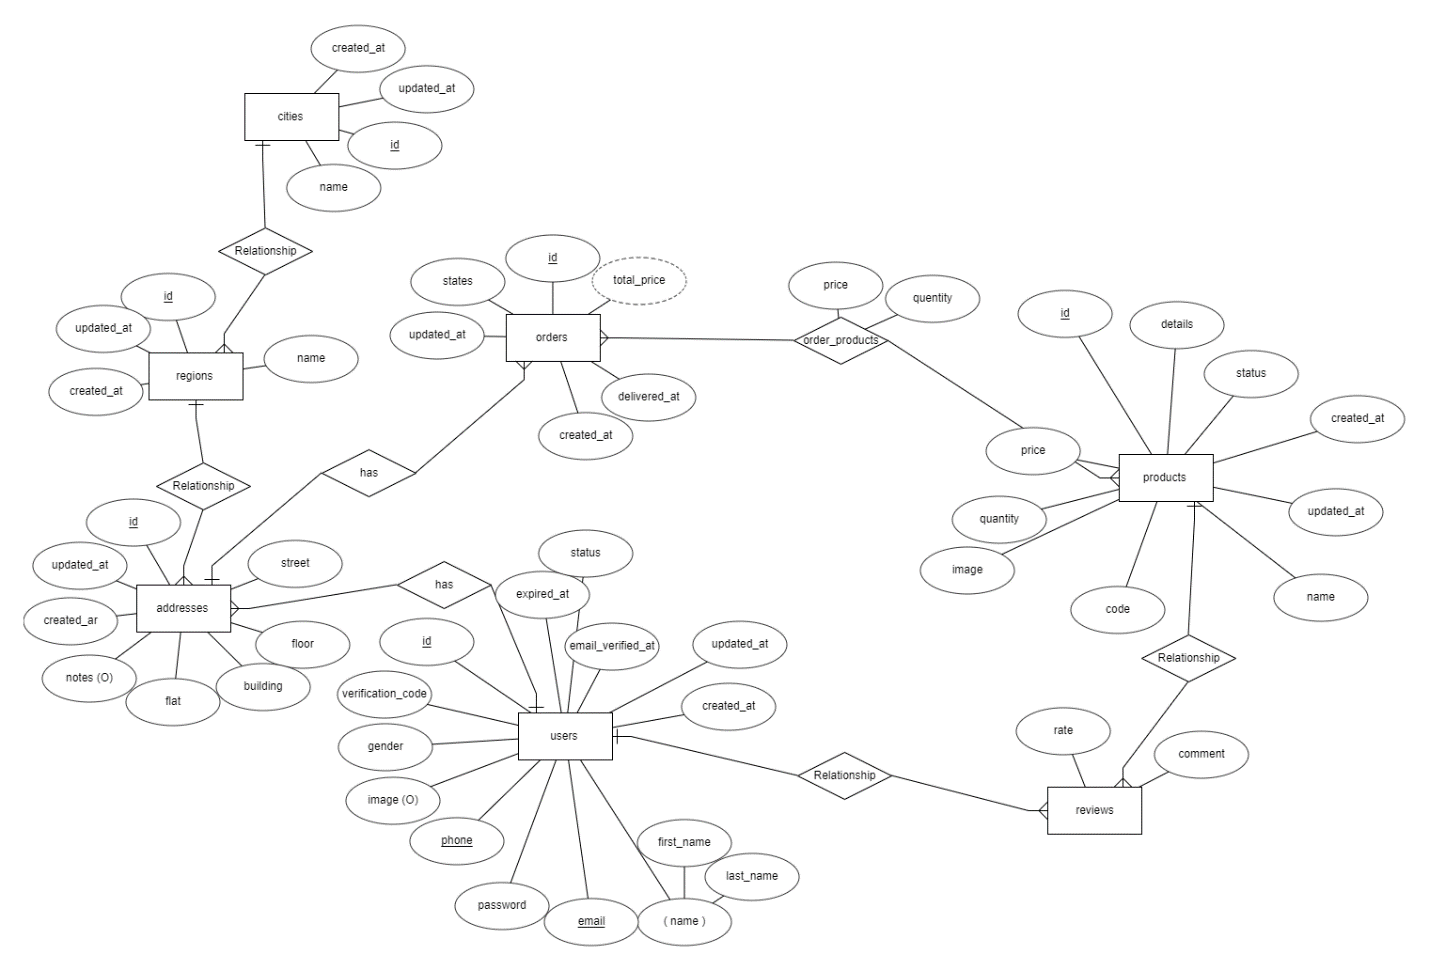 created_at
updated_at
cities
id
name
Relationship
id
updated_at
regions
name
created_at
Relationship
id
states
total_price
updated_at
orders
delivered_at
created_at
has
price
quentity
order_products
id
details
status
created_at
price
products
updated_at
quantity
image
code
name
id
updated_at
street
addresses
created_ar
floor
notes (O)
building
flat
has
status
expired_at
id
email_verified_at
updated_at
verification_code
created_at
gender
users
image (O)
phone
password
email
first_name
last_name
( name )
Relationship
Relationship
rate
comment
reviews